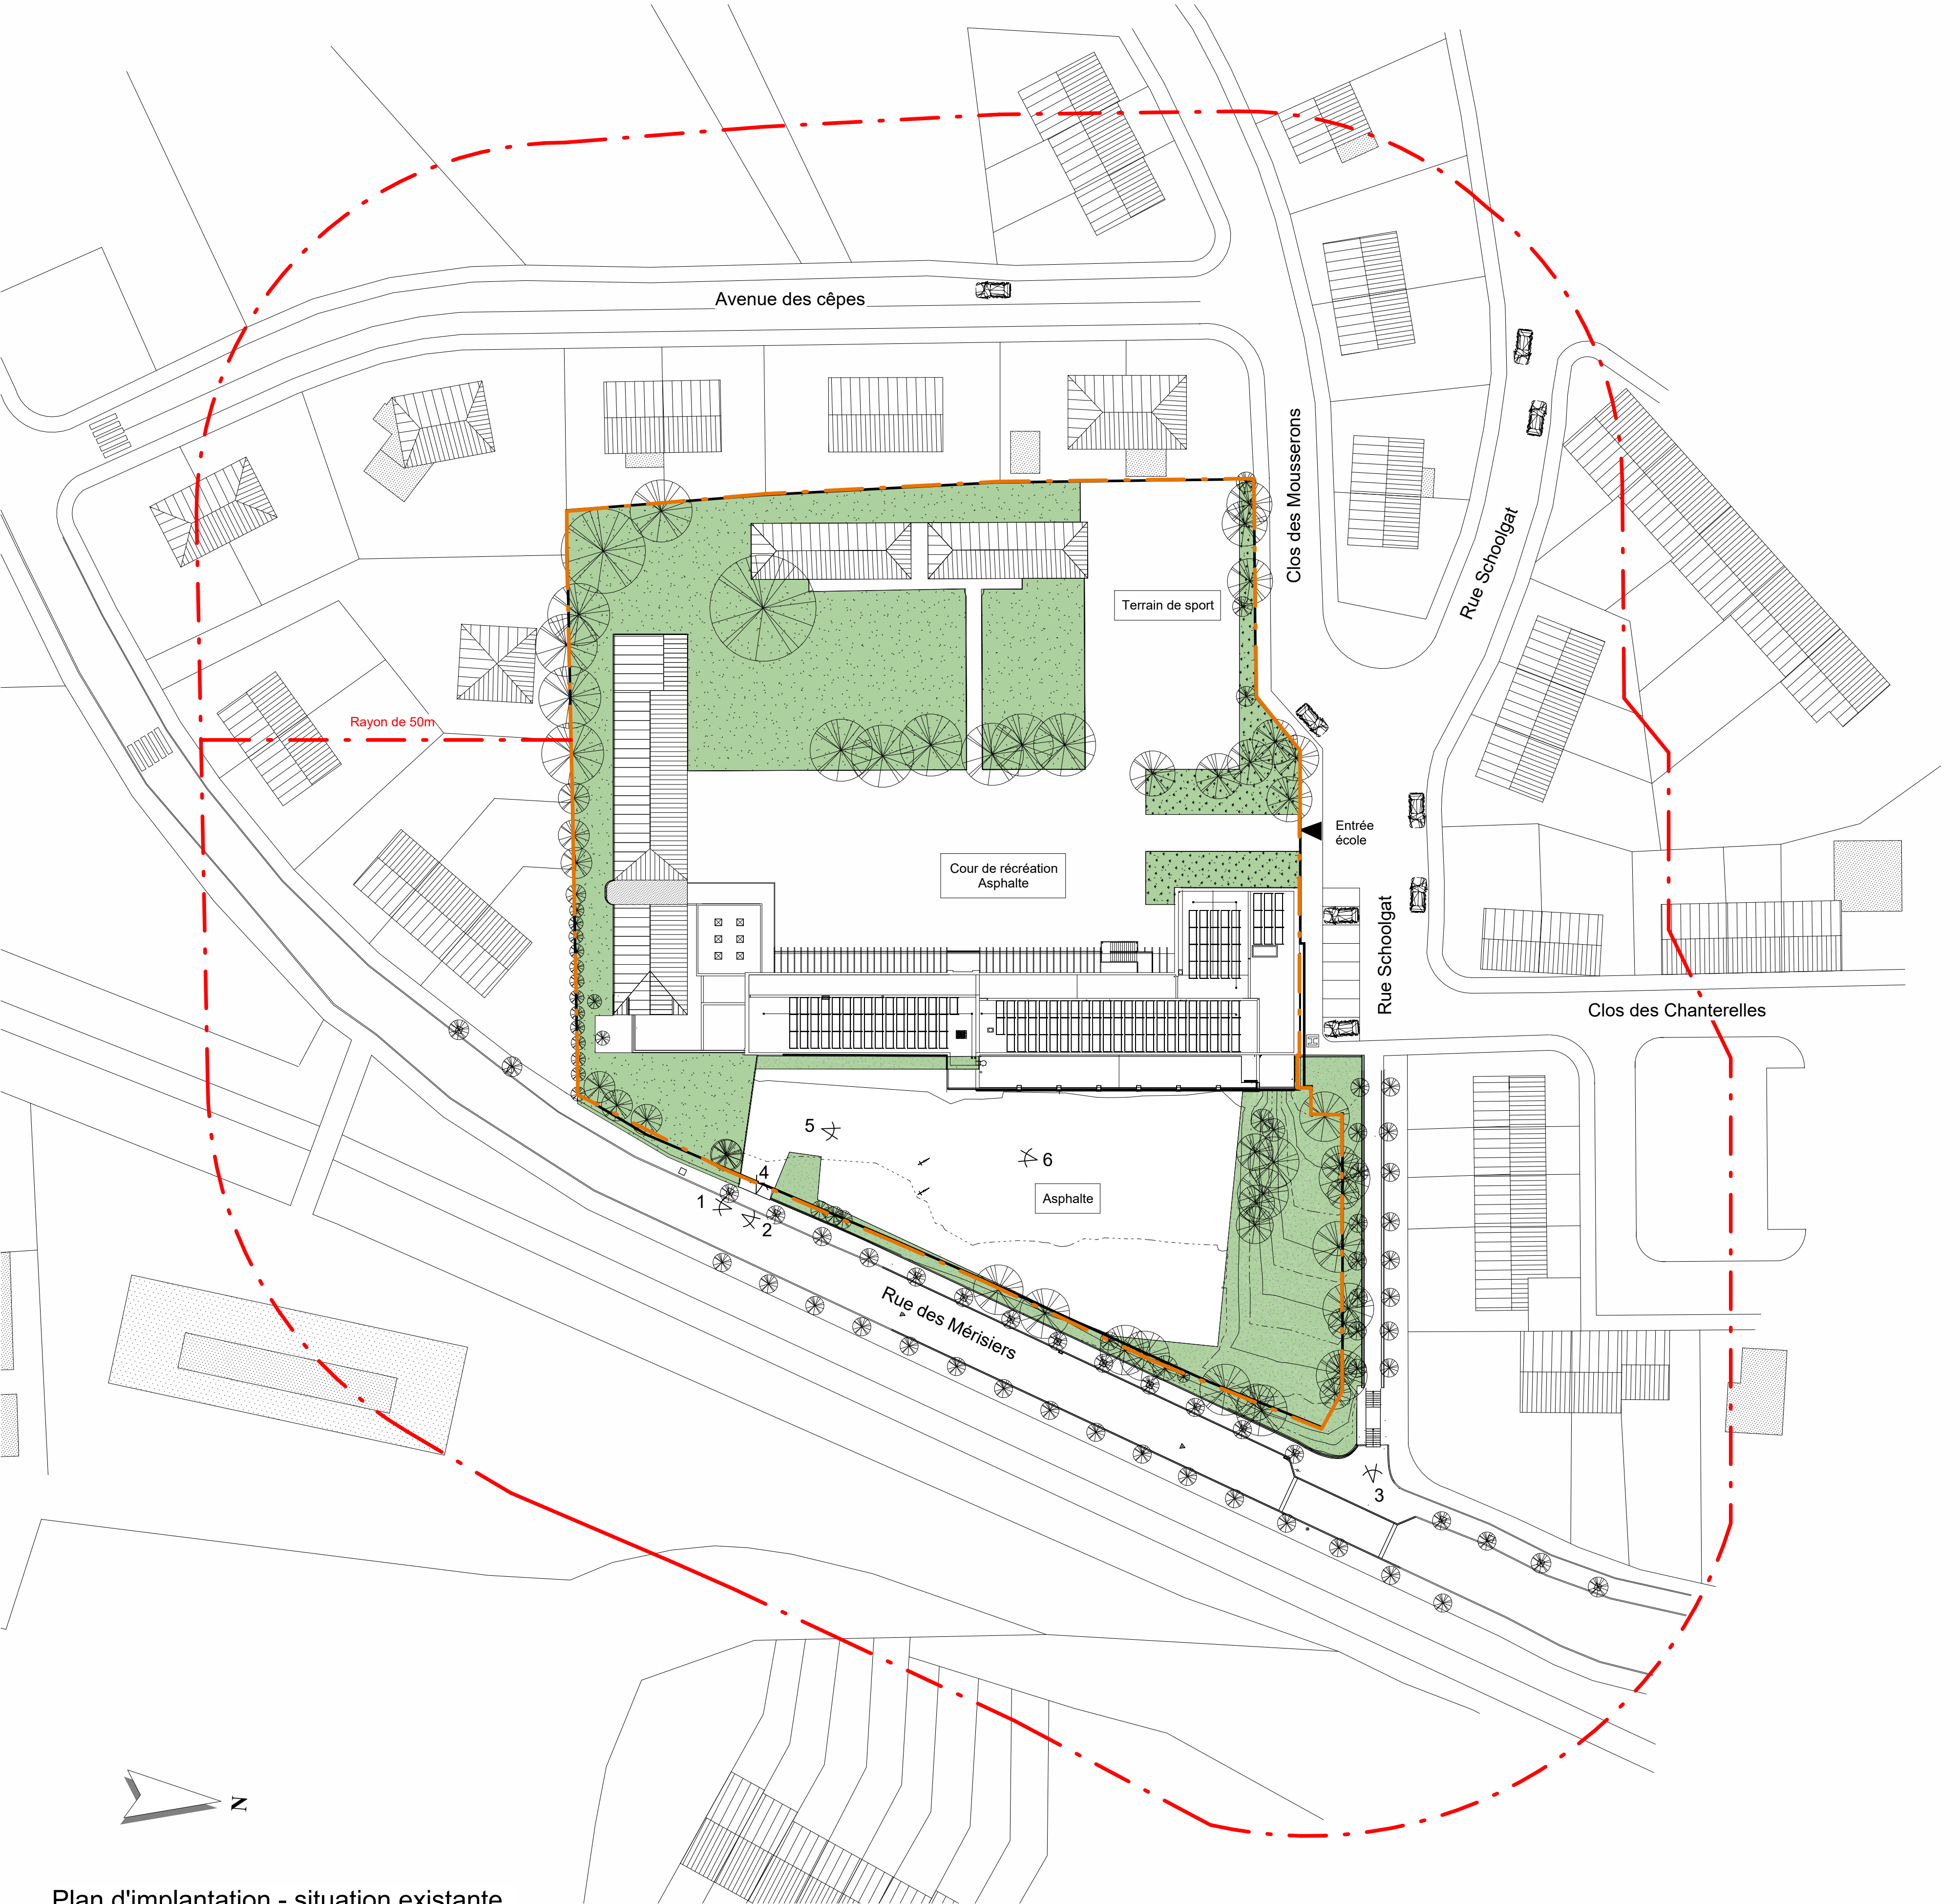 Avenue des cêpes
Clos des Mousserons
Rue Schoolgat
Terrain de sport
Rayon de 50m
Entrée
école
Cour de récréation
Asphalte
Rue Schoolgat
Clos des Chanterelles
5
6
4
Asphalte
1
2
Rue des Mérisiers
3
N
Plan d'implantation - situation existante